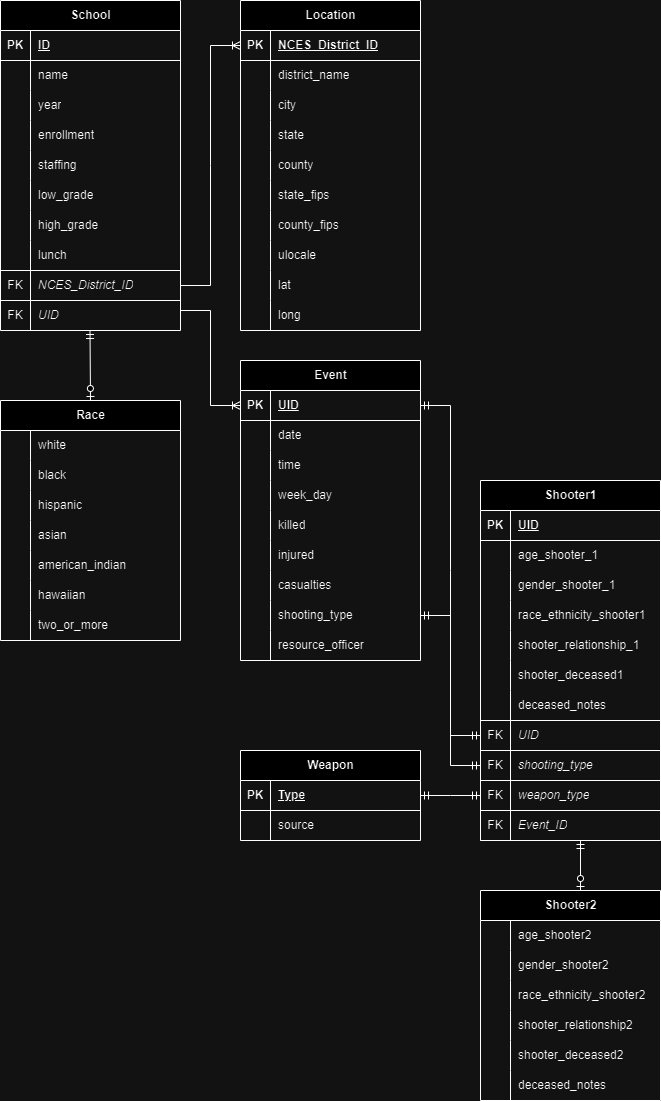 School
PK ID
name
year
enrollment
staffing
low_grade
high_grade
lunch
FK NCES_District_ID
FK UID
Location
PK NCES_District_ID
district_name
city
state
county
state_fips
county_fips
ulocale
lat
long
Race
white
black
hispanic
asian
american_indian
hawaiian
two_or_more
Event
PK UID
date
time
week_day
killed
injured
casualties
shooting_type
resource_officer
Shooter1
PK UID
age_shooter_1
gender_shooter_1
race_ethnicity_shooter1
shooter_relationship_1
shooter_deceased1
deceased_notes
FK UID
FK shooting_type
FK weapon_type
FK Event_ID
Weapon
PK Type
source
Shooter2
age_shooter2
gender_shooter2
race_ethnicity_shooter2
shooter_relationship2
shooter_deceased2
deceased_notes